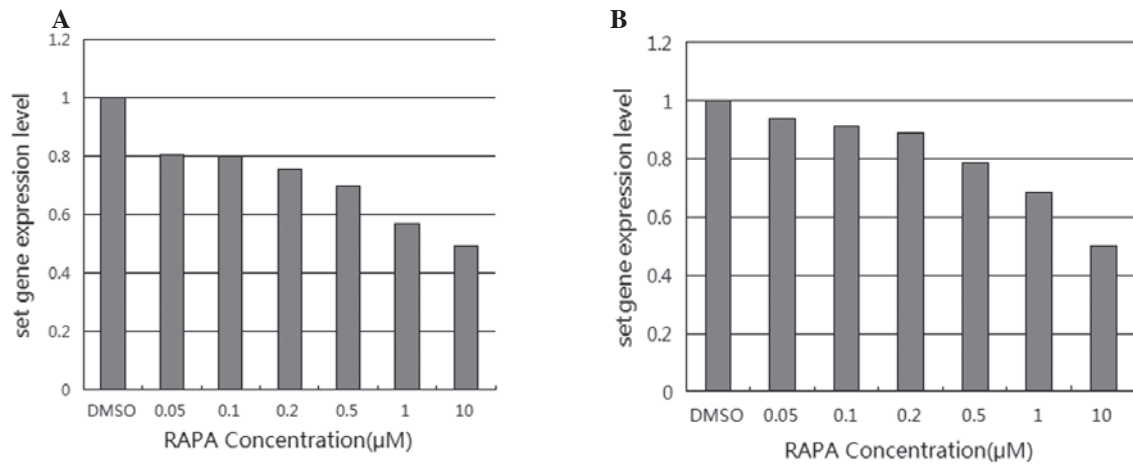 A
1.2
1
0.8
0.6
0.4
0.2
0
set gene expression level
DMSO 0.05 0.1 0.2 0.5 1 10
RAPA Concentration(μM)
B
1.2
1
0.8
0.6
0.4
0.2
0
set gene expression level
DMSO 0.05 0.1 0.2 0.5 1 10
RAPA Concentration(μM)